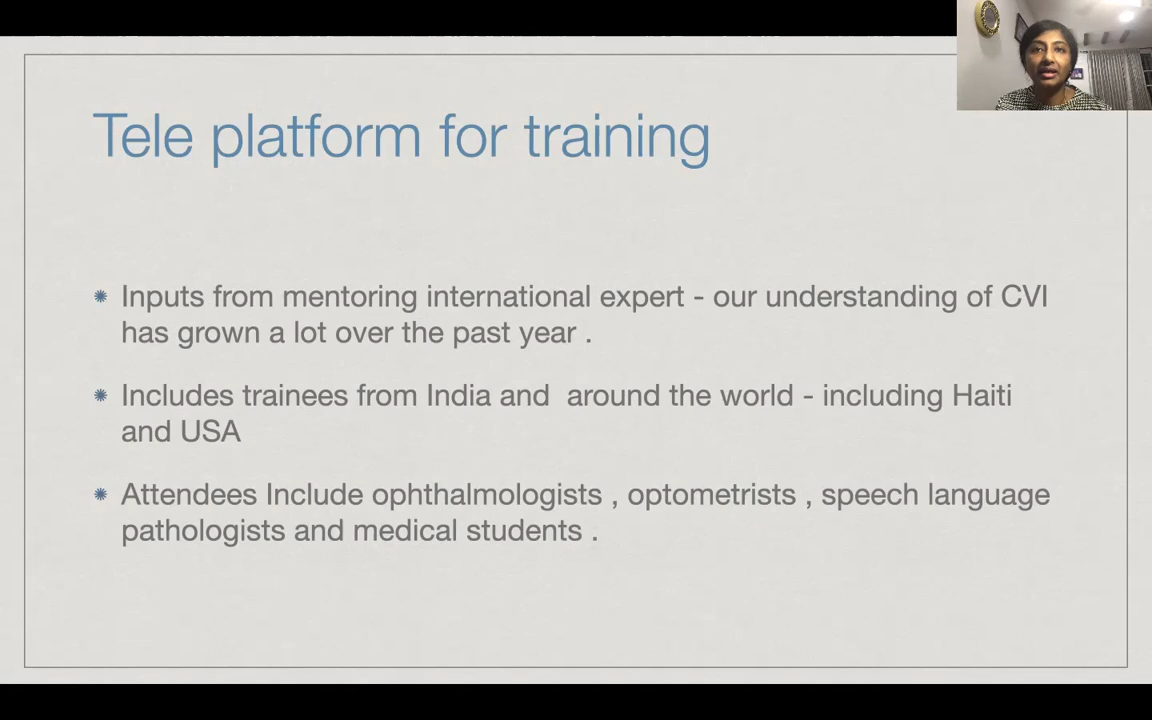 Tele platform for training
Inputs from mentoring international expert - our understanding of CVI
has grown a lot over the past year .
Includes trainees from India and  around the world - including Haiti
and USA
Attendees Include ophthalmologists , optometrists , speech language
pathologists and medical students .